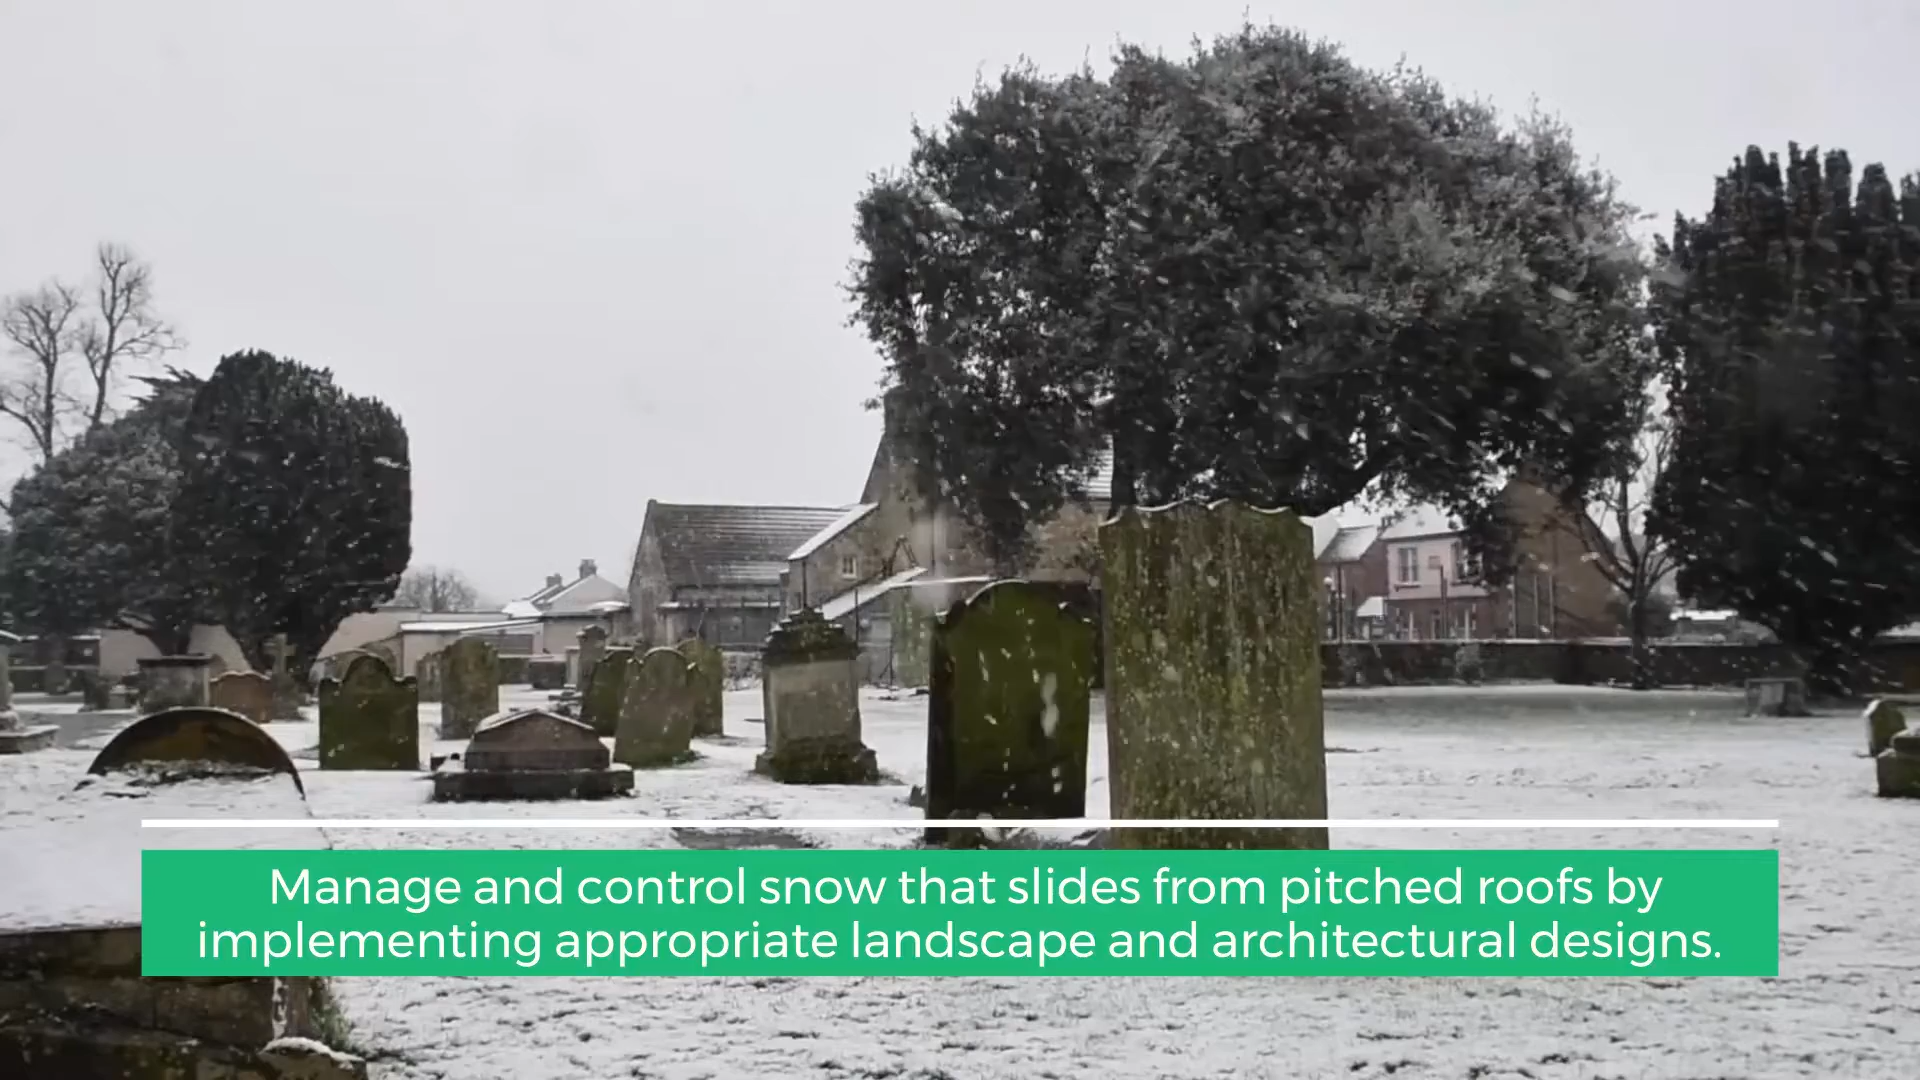 Manage and control snow that slides from pitched roofs by
implementing appropriate landscape and architectural designs.